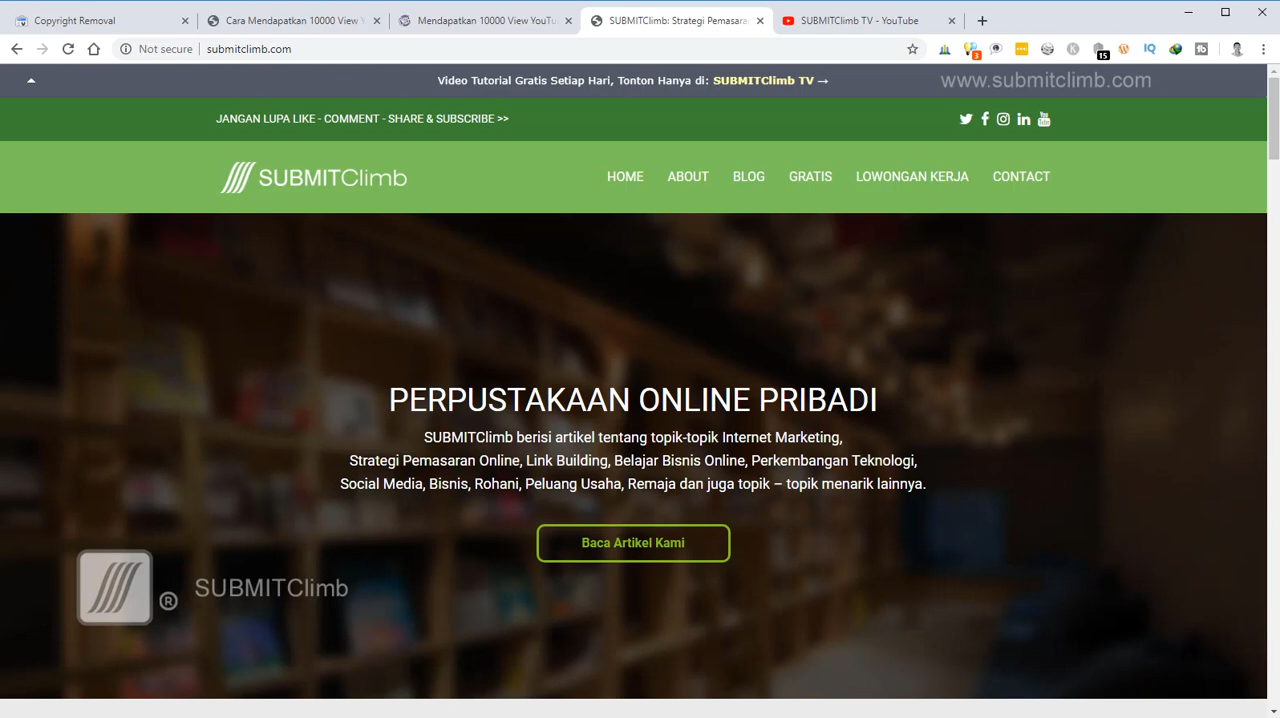 Copyright Removal
Cara Mendapatkan 10000 View Y
Mendapatkan 10000 View YouTu
SUBMITClimb: Strategi Pemasara
SUBMITClimb TV - YouTube
Not secure
submitclimb.com
3
15
IQ
Video Tutorial Gratis Setiap Hari, Tonton Hanya di: SUBMITClimb TV →
www.submitclimb.com
JANGAN LUPA LIKE - COMMENT - SHARE & SUBSCRIBE >>
SUBMITClimb
HOME
ABOUT
BLOG
GRATIS
LOWONGAN KERJA
CONTACT
PERPUSTAKAAN ONLINE PRIBADI
SUBMITClimb berisi artikel tentang topik-topik Internet Marketing,
Strategi Pemasaran Online, Link Building, Belajar Bisnis Online, Perkembangan Teknologi,
Social Media, Bisnis, Rohani, Peluang Usaha, Remaja dan juga topik – topik menarik lainnya.
Baca Artikel Kami
® SUBMITClimb